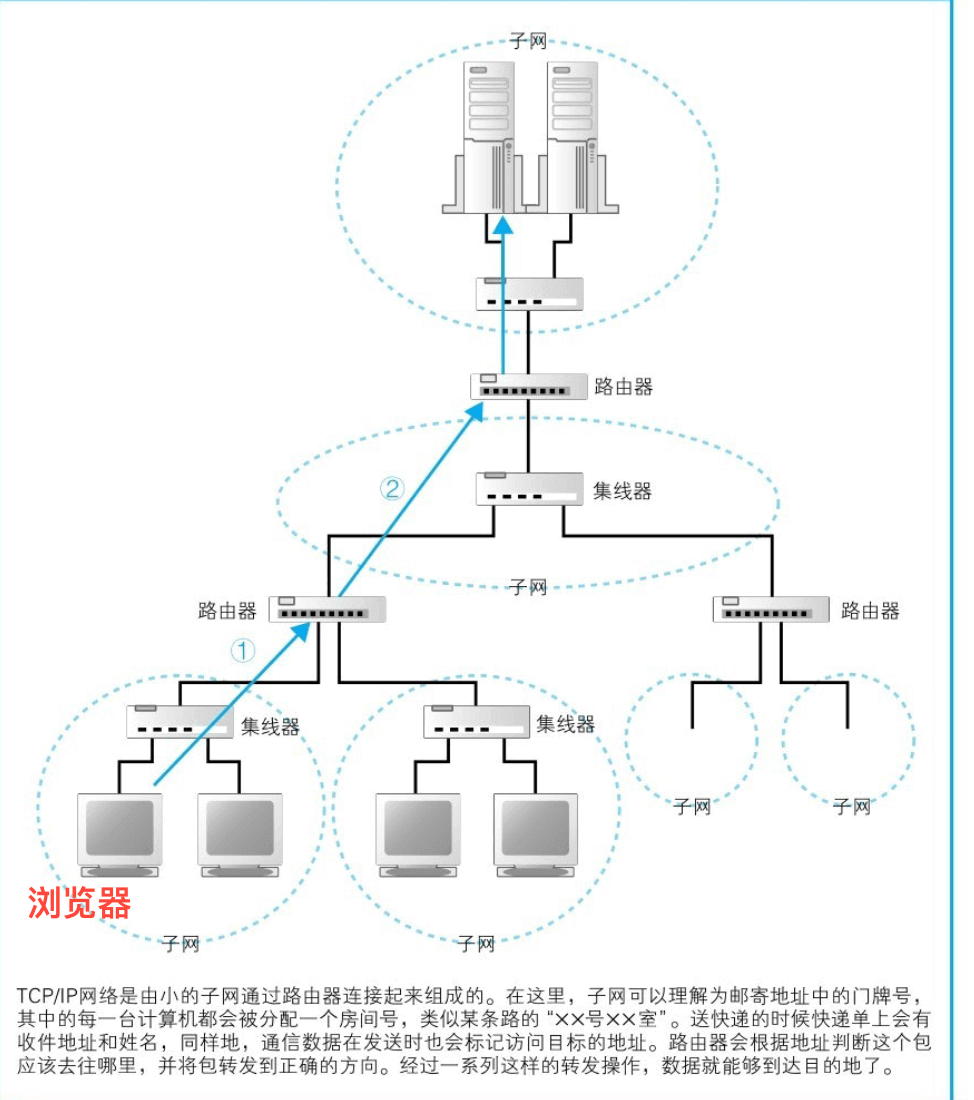 子网
路由器
②
集线器
子网
路由器
路由器
①
集线器
集线器
子网
子网
浏览器
子网
子网
TCP/IP网络是由小的子网通过路由器连接起来组成的。在这里，子网可以理解为邮寄地址中的门牌号，
其中的每一台计算机都会被分配一个房间号，类似某条路的“××号××室”。送快递的时候快递单上会有
收件地址和姓名，同样地，通信数据在发送时也会标记访问目标的地址。路由器会根据地址判断这个包
应该去往哪里，并将包转发到正确的方向。经过一系列这样的转发操作，数据就能够到达目的地了。